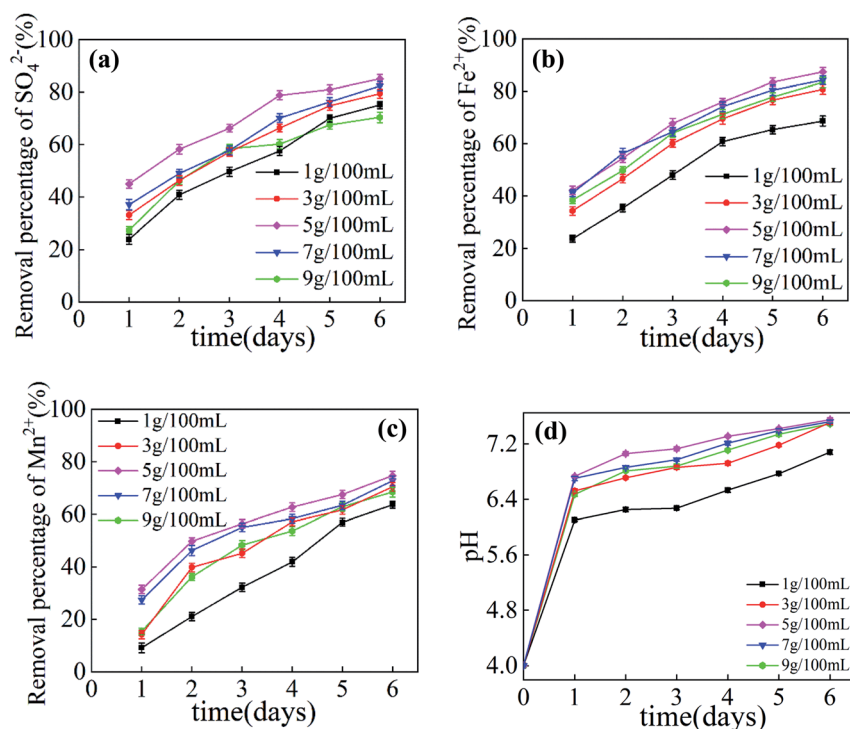 (a)
Removal percentage of SO₄²⁻(%)
100
80
60
40
20
0
1g/100mL
3g/100mL
5g/100mL
7g/100mL
9g/100mL
0 1 2 3 4 5 6
time(days)
(b)
Removal percentage of Fe²⁺(%)
100
80
60
40
20
0
1g/100mL
3g/100mL
5g/100mL
7g/100mL
9g/100mL
0 1 2 3 4 5 6
time(days)
(c)
Removal percentage of Mn²⁺(%)
100
80
60
40
20
0
1g/100mL
3g/100mL
5g/100mL
7g/100mL
9g/100mL
0 1 2 3 4 5 6
time(days)
(d)
pH
7.2
6.4
5.6
4.8
4.0
1g/100mL
3g/100mL
5g/100mL
7g/100mL
9g/100mL
0 1 2 3 4 5 6
time(days)